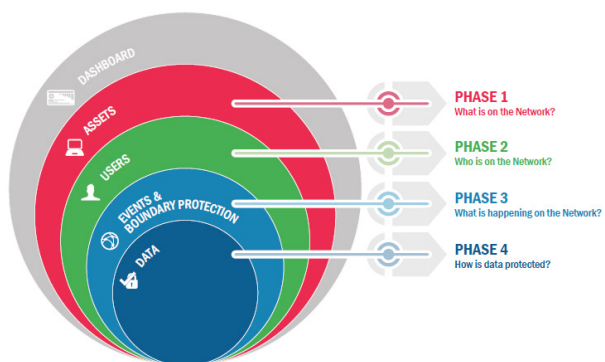 DASHBOARD
ASSETS
USERS
EVENTS &
BOUNDARY PROTECTION
DATA
PHASE 1
What is on the Network?
PHASE 2
Who is on the Network?
PHASE 3
What is happening on the Network?
PHASE 4
How is data protected?